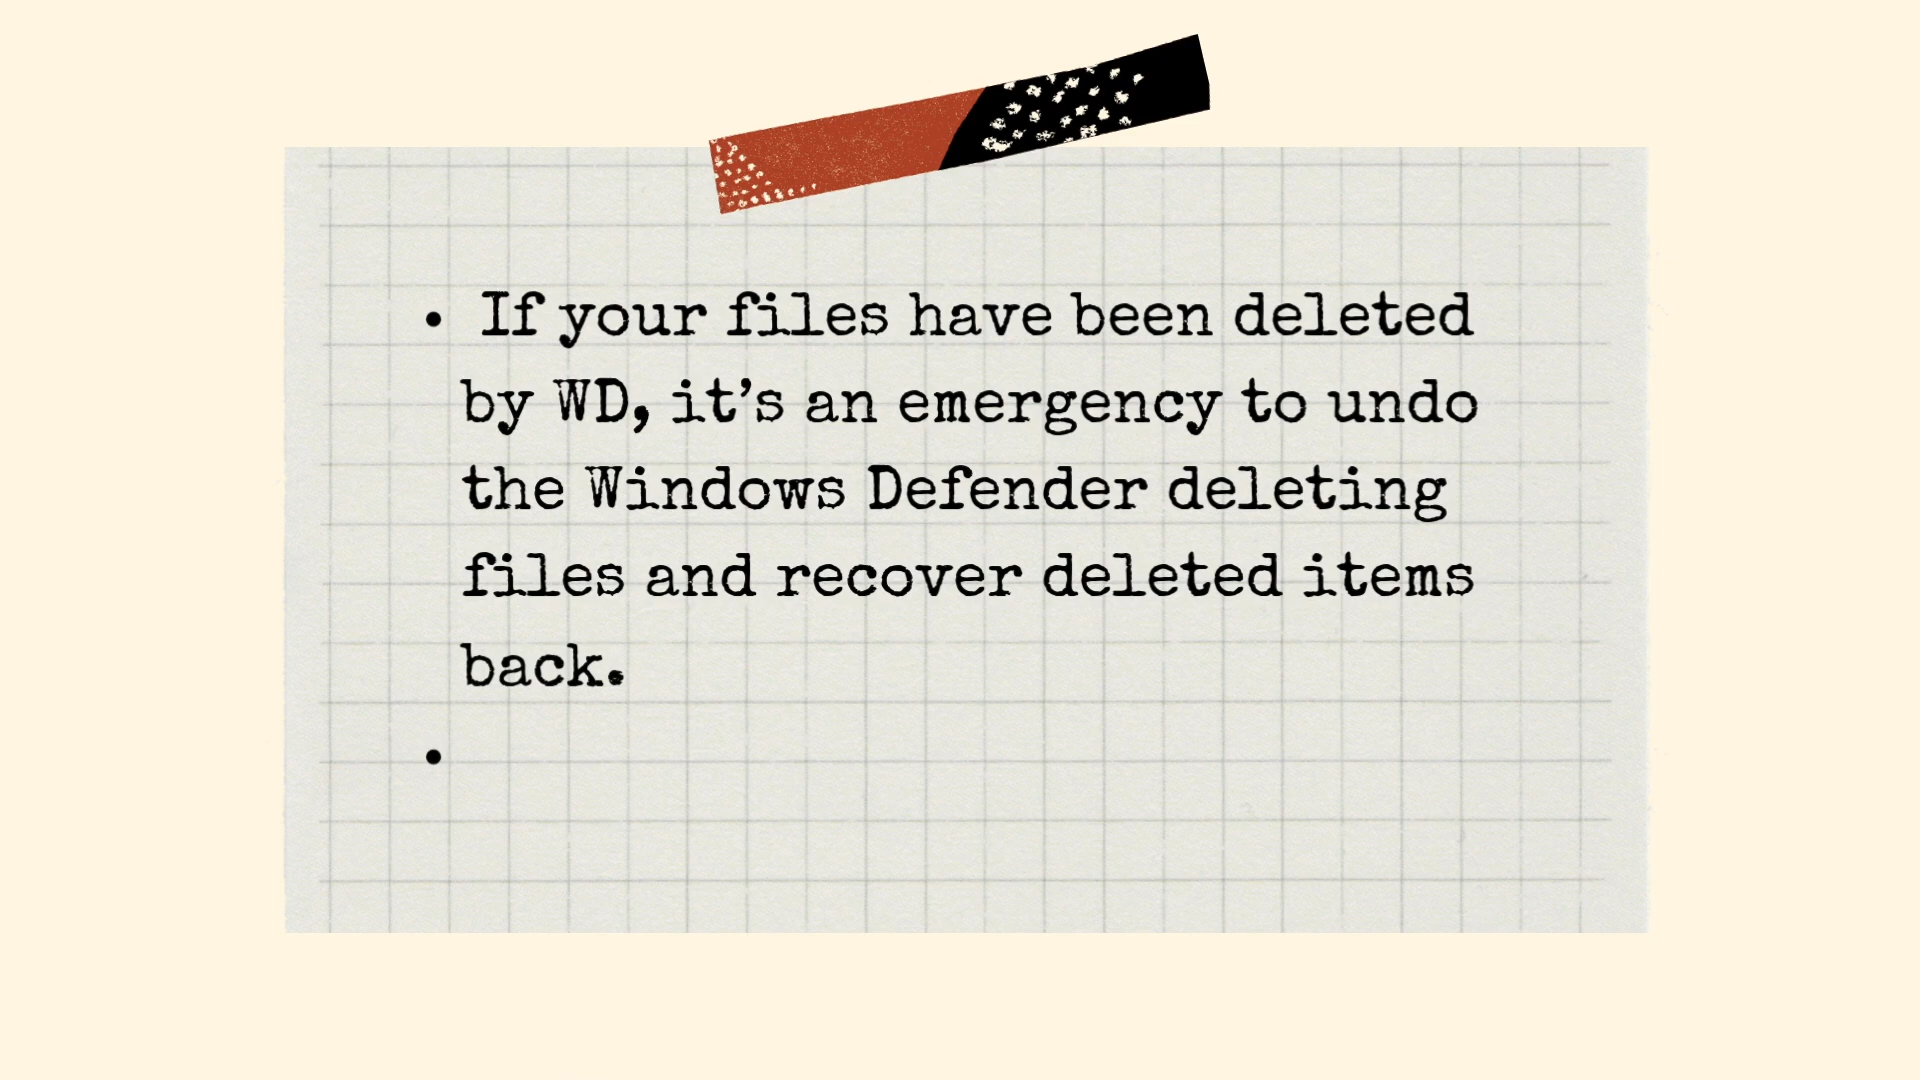 • If your files have been deleted
by WD, it’s an emergency to undo
the Windows Defender deleting
files and recover deleted items
back.
•